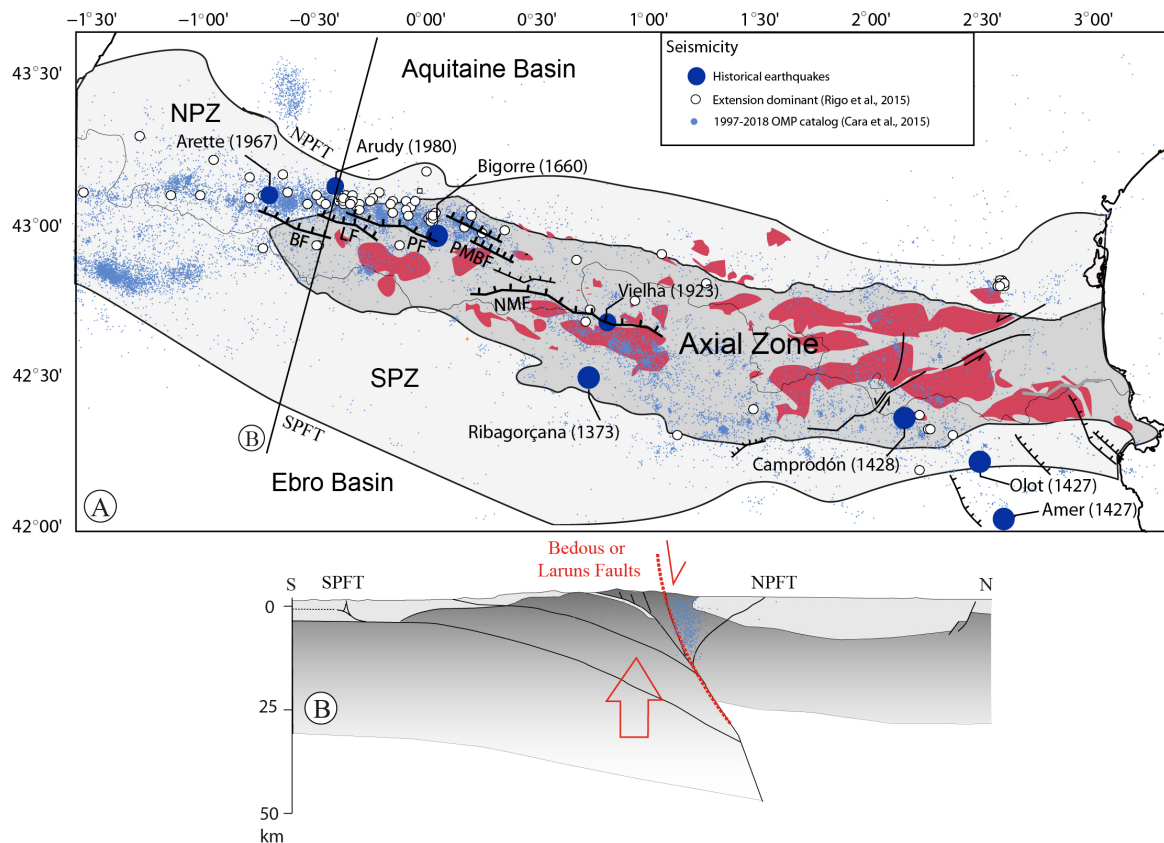 −1°30' −1°00' −0°30' 0°00' 0°30' 1°00' 1°30' 2°00' 2°30' 3°00'
43°30'
43°00'
42°30'
42°00'
Seismicity
Historical earthquakes
Extension dominant (Rigo et al., 2015)
1997-2018 OMP catalog (Cara et al., 2015)
Aquitaine Basin
NPZ
NPFT
Arette (1967)
Arudy (1980)
Bigorre (1660)
BF
LF
PF
PMBF
NMF
Vielha (1923)
Axial Zone
SPZ
Ribagorçana (1373)
B
SPFT
Camprodón (1428)
Ebro Basin
Olot (1427)
Amer (1427)
A
Bedous or
Laruns Faults
S
SPFT
NPFT
N
0
25
50
km
B